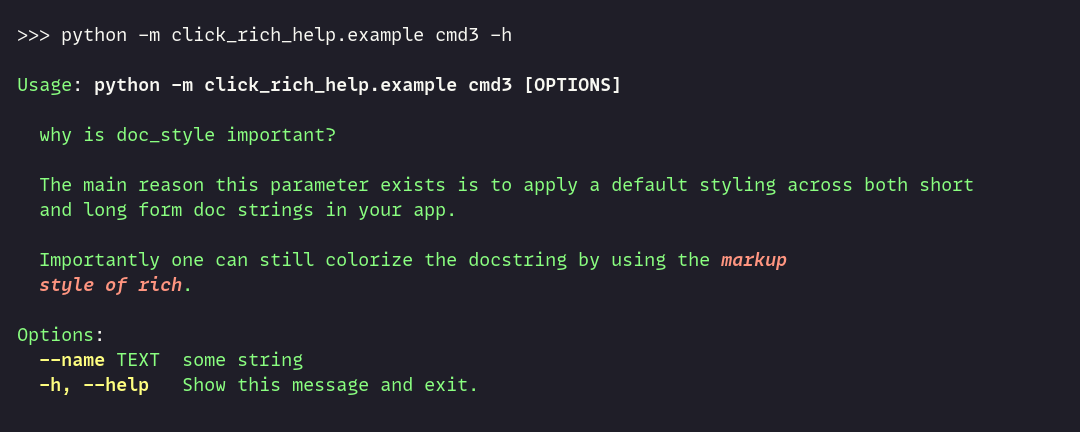 >>> python -m click_rich_help.example cmd3 -h
Usage: python -m click_rich_help.example cmd3 [OPTIONS]
why is doc_style important?
The main reason this parameter exists is to apply a default styling across both short
and long form doc strings in your app.
Importantly one can still colorize the docstring by using the markup
style of rich.
Options:
--name TEXT  some string
-h, --help   Show this message and exit.